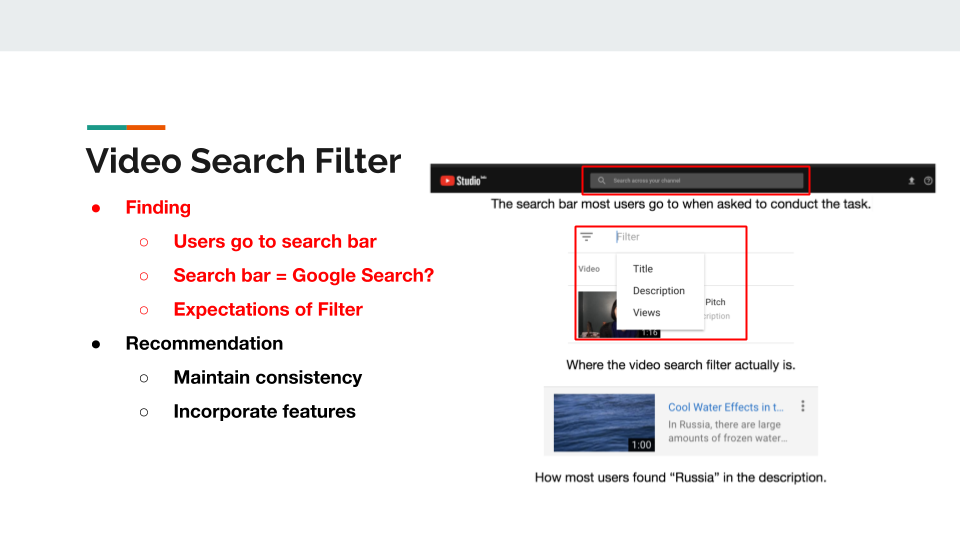 Video Search Filter
● Finding
○ Users go to search bar
○ Search bar = Google Search?
○ Expectations of Filter
● Recommendation
○ Maintain consistency
○ Incorporate features
Studio
Search across your channel
The search bar most users go to when asked to conduct the task.
Filter
Video
Title
Description
Views
Pitch
cription
1:16
Where the video search filter actually is.
Cool Water Effects in t...
In Russia, there are large
amounts of frozen water...
1:00
How most users found “Russia” in the description.